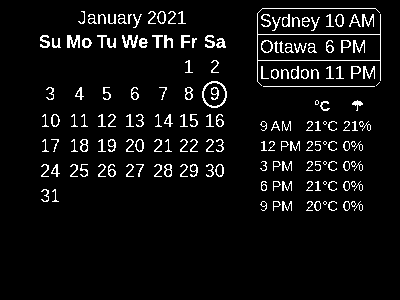 January 2021
Su Mo Tu We Th Fr Sa
1 2
3 4 5 6 7 8 9
10 11 12 13 14 15 16
17 18 19 20 21 22 23
24 25 26 27 28 29 30
31
Sydney 10 AM
Ottawa 6 PM
London 11 PM
°C ☂
9 AM 21°C 21%
12 PM 25°C 0%
3 PM 25°C 0%
6 PM 21°C 0%
9 PM 20°C 0%